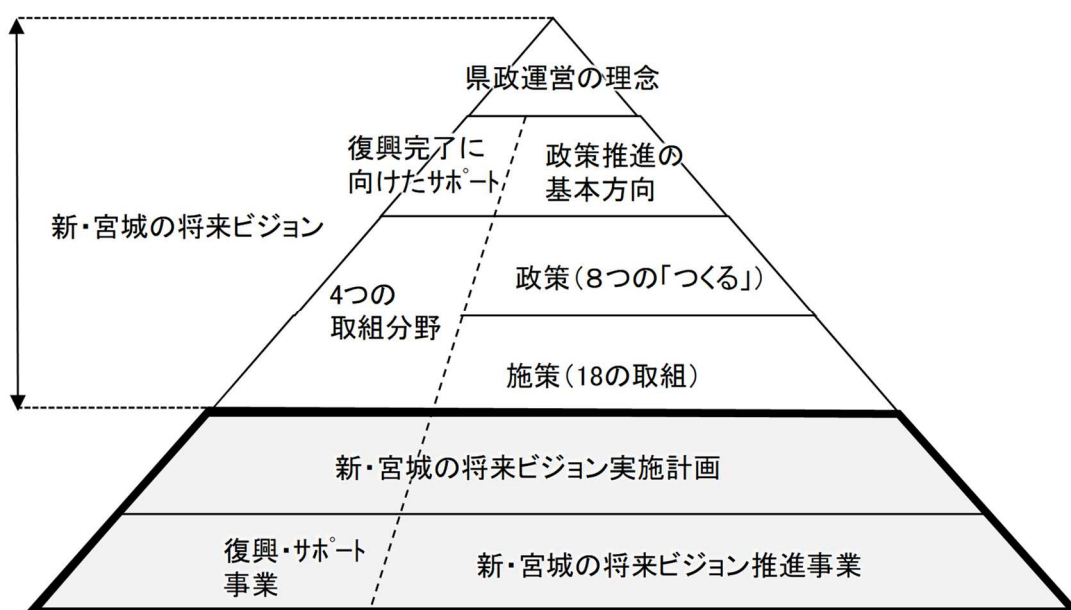 県政運営の理念
復興完了に
向けたサポート
政策推進の
基本方向
新・宮城の将来ビジョン
4つの
取組分野
政策(８つの「つくる」)
施策(18の取組)
新・宮城の将来ビジョン実施計画
復興・サポート
事業
新・宮城の将来ビジョン推進事業